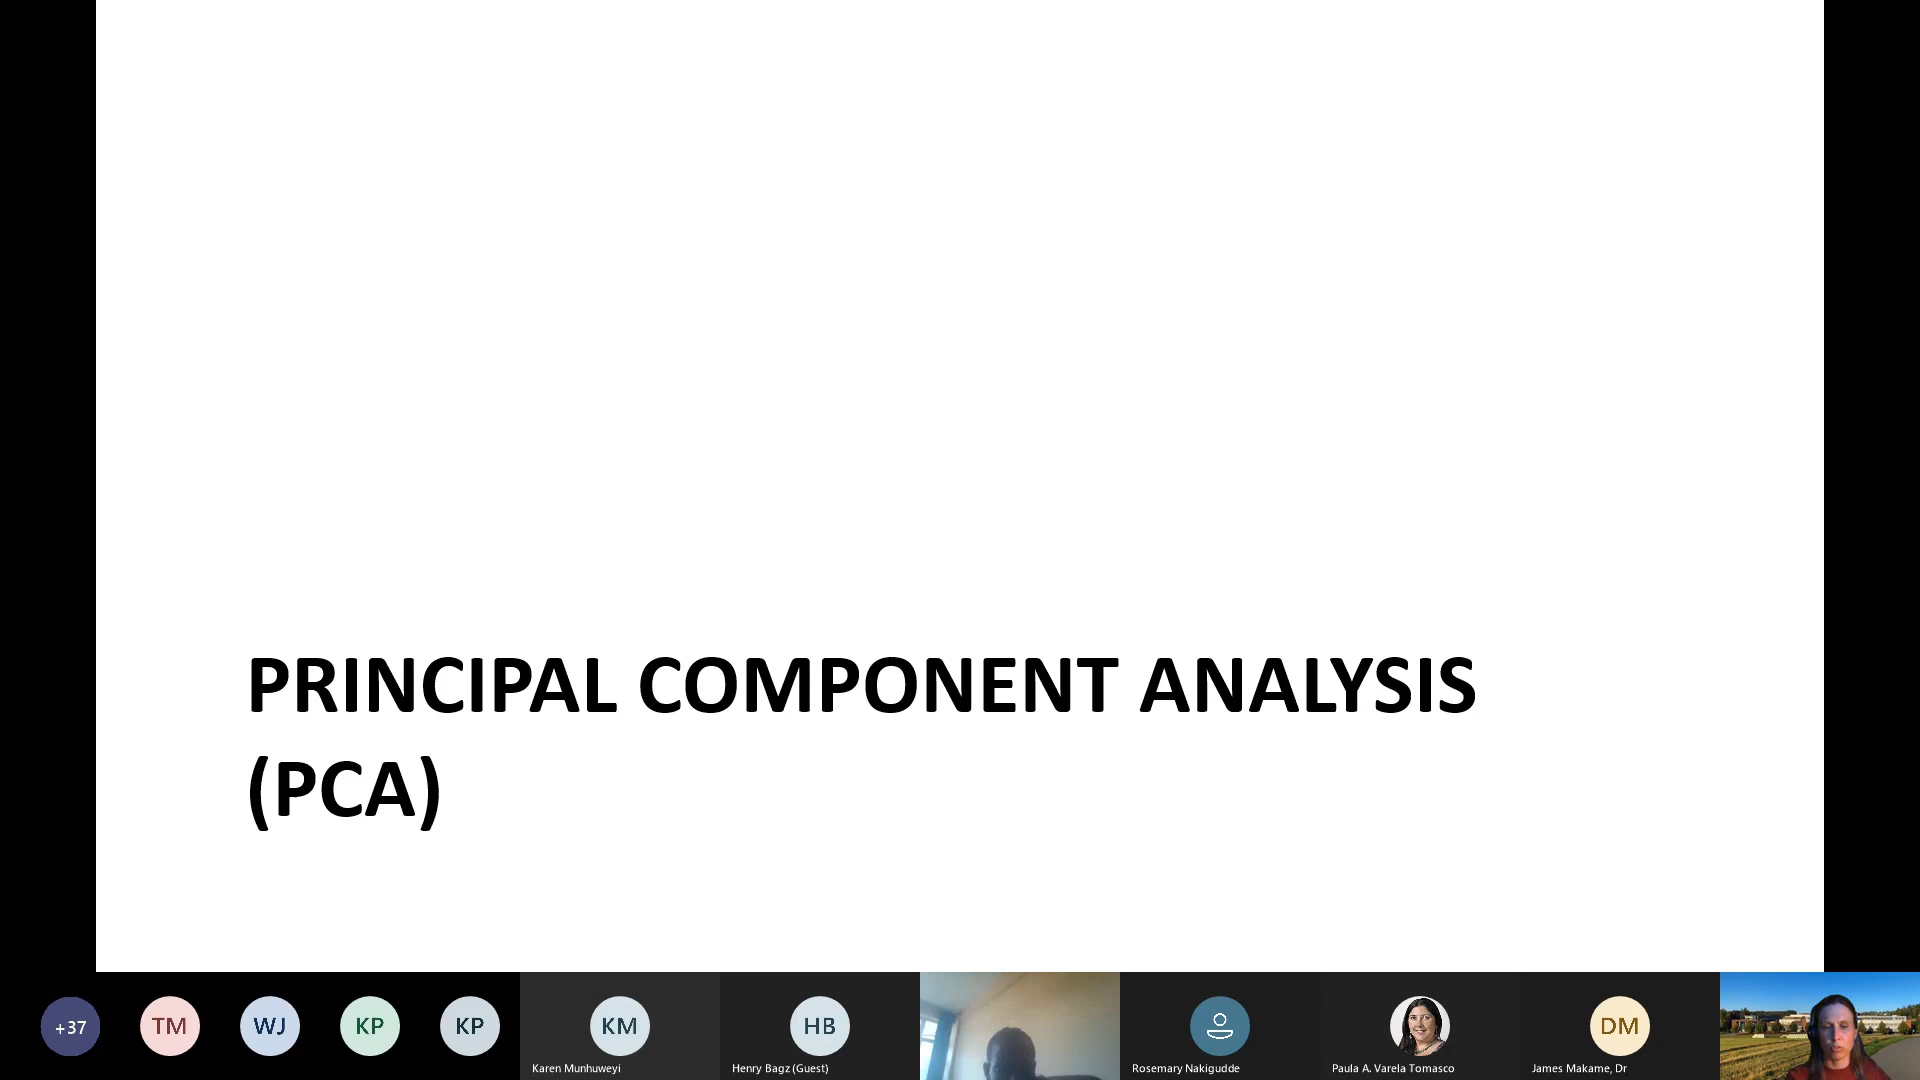 PRINCIPAL COMPONENT ANALYSIS
(PCA)
+37
TM
WJ
KP
KP
KM
HB
DM
Karen Munhuweyi
Henry Bagz (Guest)
Rosemary Nakigudde
Paula A. Varela Tomasco
James Makame, Dr